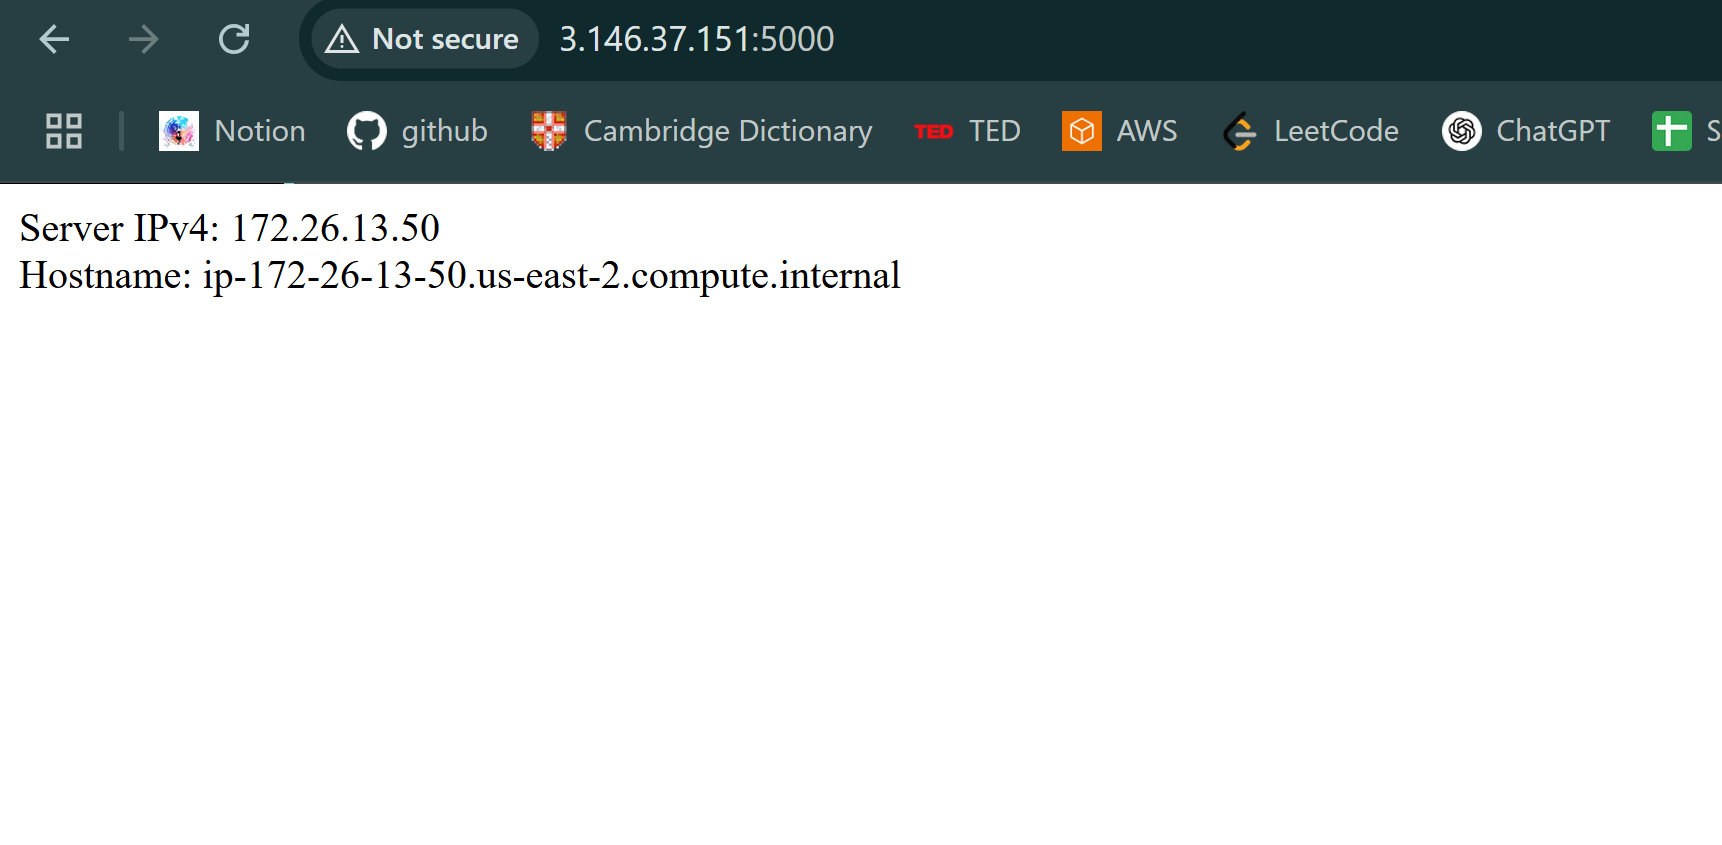 Not secure 3.146.37.151:5000
Notion github Cambridge Dictionary TED TED AWS LeetCode ChatGPT S
Server IPv4: 172.26.13.50
Hostname: ip-172-26-13-50.us-east-2.compute.internal